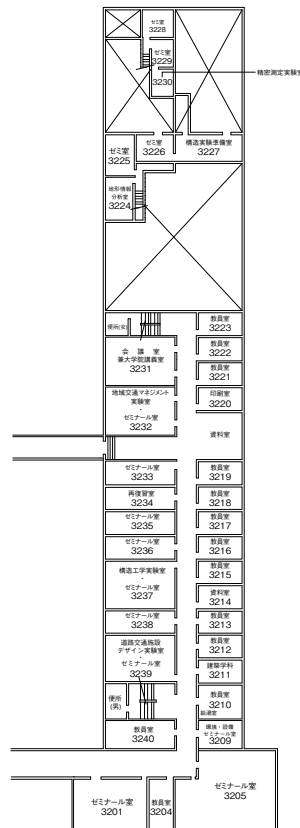 ゼミ室
3228
ゼミ室
3229
3230
精密測定実験室
ゼミ室
3225
ゼミ室
3226
構造実験準備室
3227
地形情報
分析室
3224
便所(女)
教員室
3223
会議室
兼大学院講義室
3231
教員室
3222
教員室
3221
地域交通マネジメント
実験室
・
ゼミナール室
3232
印刷室
3220
資料室
ゼミナール室
3233
教員室
3219
再復習室
3234
教員室
3218
ゼミナール室
3235
教員室
3217
ゼミナール室
3236
教員室
3216
構造工学実験室
・
ゼミナール室
3237
教員室
3215
資料室
3214
ゼミナール室
3238
教員室
3213
道路交通施設
デザイン実験室
・
ゼミナール室
3239
教員室
3212
建築学科
3211
便所
(男)
教員室
3210
給湯室
教員室
3240
環境・設備
ゼミナール室
3209
ゼミナール室
3201
教員室
3204
ゼミナール室
3205